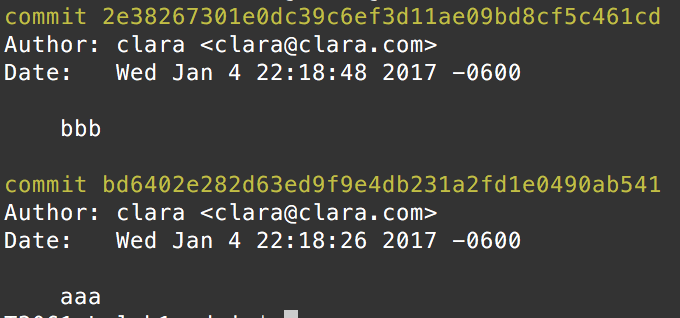 commit 2e38267301e0dc39c6ef3d11ae09bd8cf5c461cd
Author: clara <clara@clara.com>
Date: Wed Jan 4 22:18:48 2017 -0600
bbb
commit bd6402e282d63ed9f9e4db231a2fd1e0490ab541
Author: clara <clara@clara.com>
Date: Wed Jan 4 22:18:26 2017 -0600
aaa